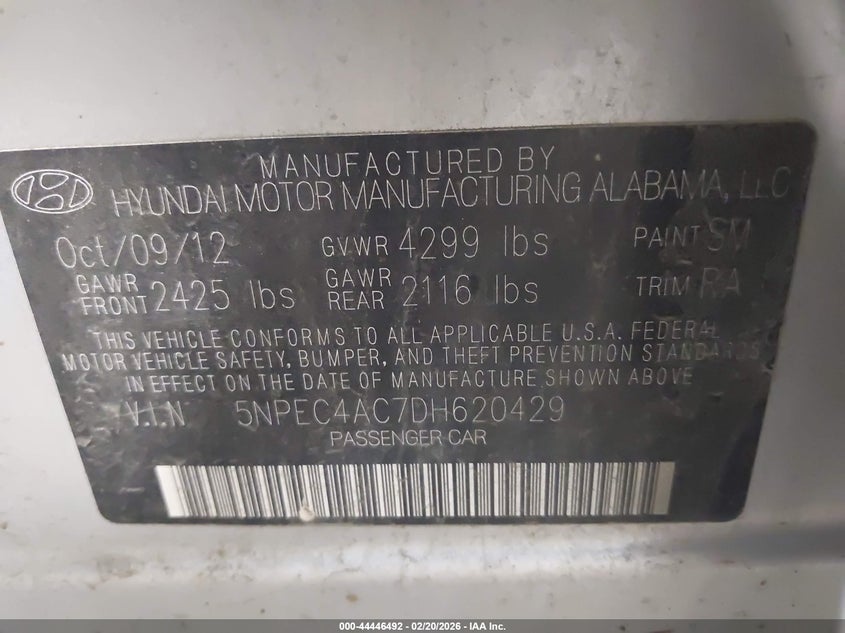 MANUFACTURED BY
HYUNDAI MOTOR MANUFACTURING ALABAMA, LLC
Oct/09/12 GVWR 4299 lbs PAINT SM
GAWR FRONT 2425 lbs GAWR REAR 2116 lbs TRIM RA
THIS VEHICLE CONFORMS TO ALL APPLICABLE U.S.A. FEDERAL
MOTOR VEHICLE SAFETY, BUMPER, AND THEFT PREVENTION STANDARDS
IN EFFECT ON THE DATE OF MANUFACTURE SHOWN ABOVE
V.I.N 5NPEC4AC7DH620429
PASSENGER CAR
000-44446492 - 02/20/2026 - IAA Inc.